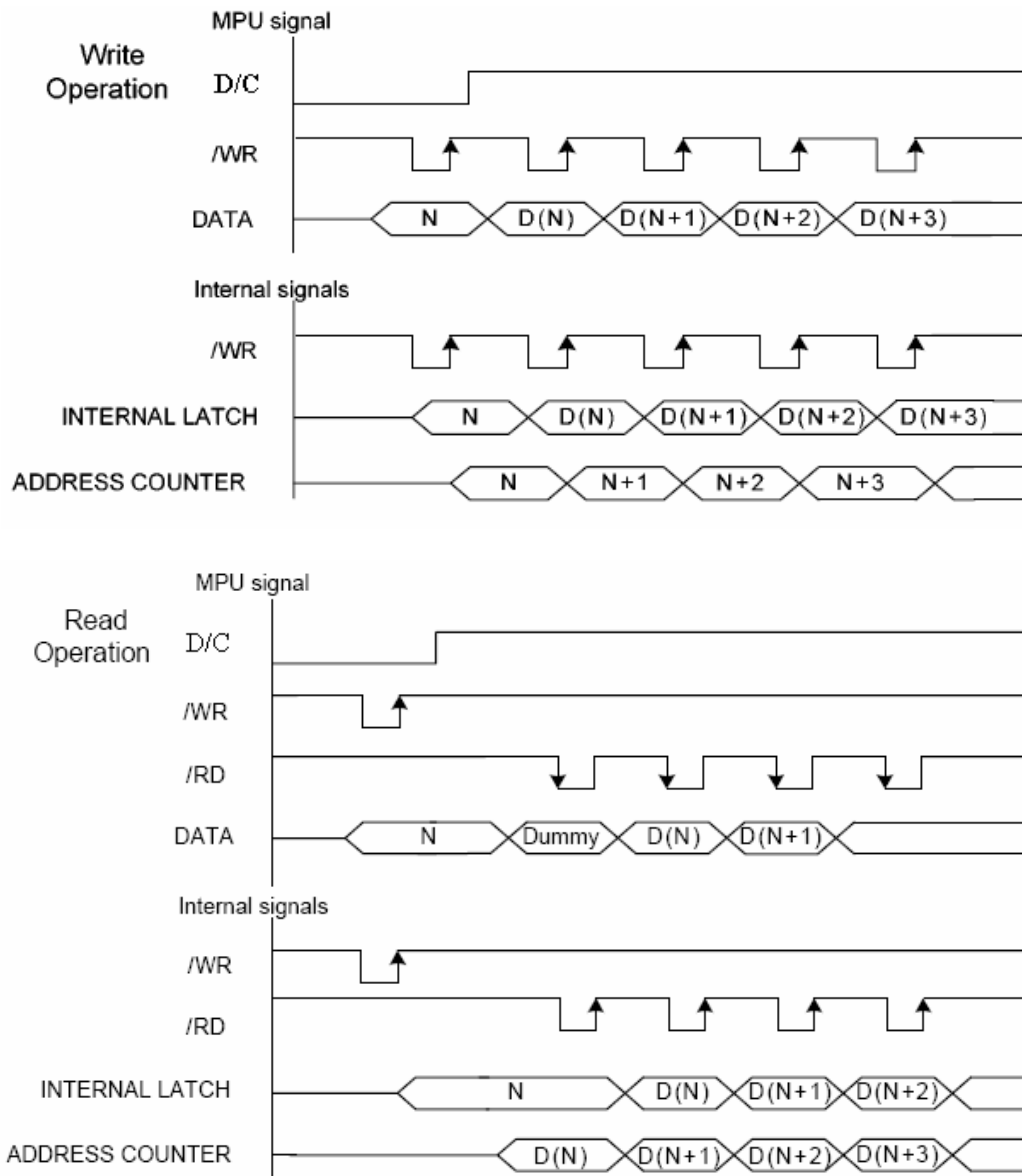 MPU signal
Write
Operation
D/C
/WR
DATA N D(N) D(N+1) D(N+2) D(N+3)
Internal signals
/WR
INTERNAL LATCH N D(N) D(N+1) D(N+2) D(N+3)
ADDRESS COUNTER N N+1 N+2 N+3
MPU signal
Read
Operation
D/C
/WR
/RD
DATA N Dummy D(N) D(N+1)
Internal signals
/WR
/RD
INTERNAL LATCH N D(N) D(N+1) D(N+2)
ADDRESS COUNTER D(N) D(N+1) D(N+2) D(N+3)